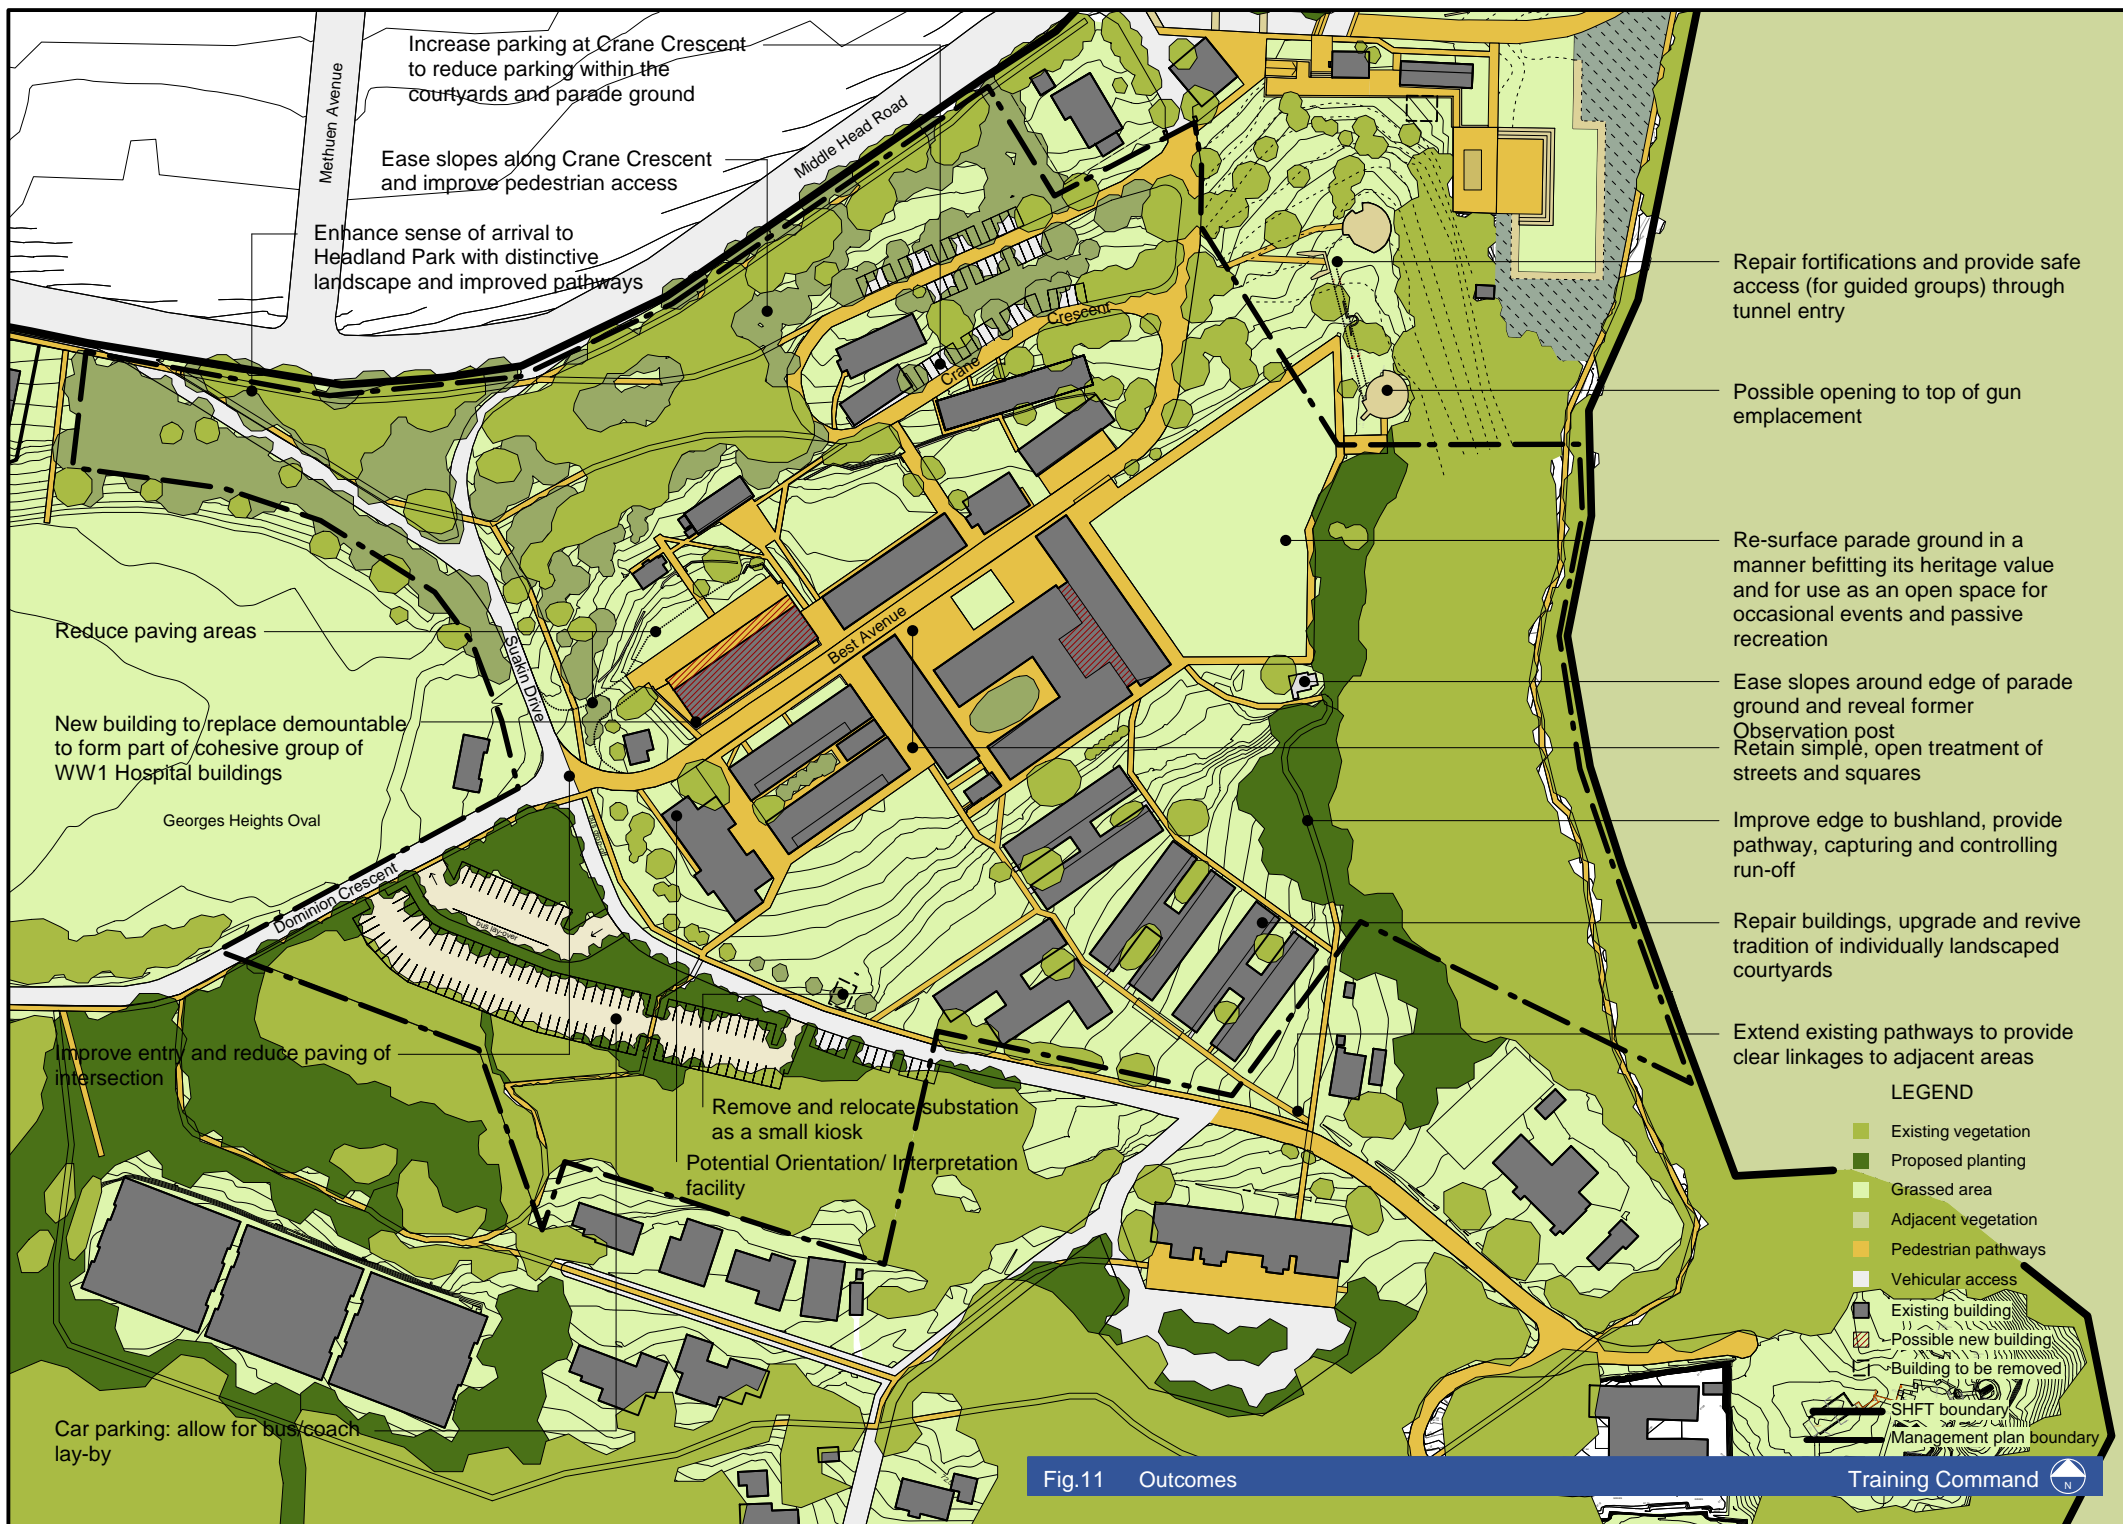 Increase parking at Crane Crescent
to reduce parking within the
courtyards and parade ground
Methuen Avenue
Middle Head Road
Ease slopes along Crane Crescent
and improve pedestrian access
Enhance sense of arrival to
Headland Park with distinctive
landscape and improved pathways
Crane
Crescent
Repair fortifications and provide safe
access (for guided groups) through
tunnel entry
Possible opening to top of gun
emplacement
Re-surface parade ground in a
manner befitting its heritage value
and for use as an open space for
occasional events and passive
recreation
Reduce paving areas
Suakin Drive
Best Avenue
Ease slopes around edge of parade
ground and reveal former
Observation post
New building to replace demountable
to form part of cohesive group of
WW1 Hospital buildings
Retain simple, open treatment of
streets and squares
Georges Heights Oval
Improve edge to bushland, provide
pathway, capturing and controlling
run-off
Dominion Crescent
bus lay-over
Repair buildings, upgrade and revive
tradition of individually landscaped
courtyards
Improve entry and reduce paving of
intersection
Extend existing pathways to provide
clear linkages to adjacent areas
Remove and relocate substation
as a small kiosk
Potential Orientation/ Interpretation
facility
Car parking: allow for bus/coach
lay-by
LEGEND
Existing vegetation
Proposed planting
Grassed area
Adjacent vegetation
Pedestrian pathways
Vehicular access
Existing building
Possible new building
Building to be removed
SHFT boundary
Management plan boundary
Fig.11 Outcomes
Training Command
N